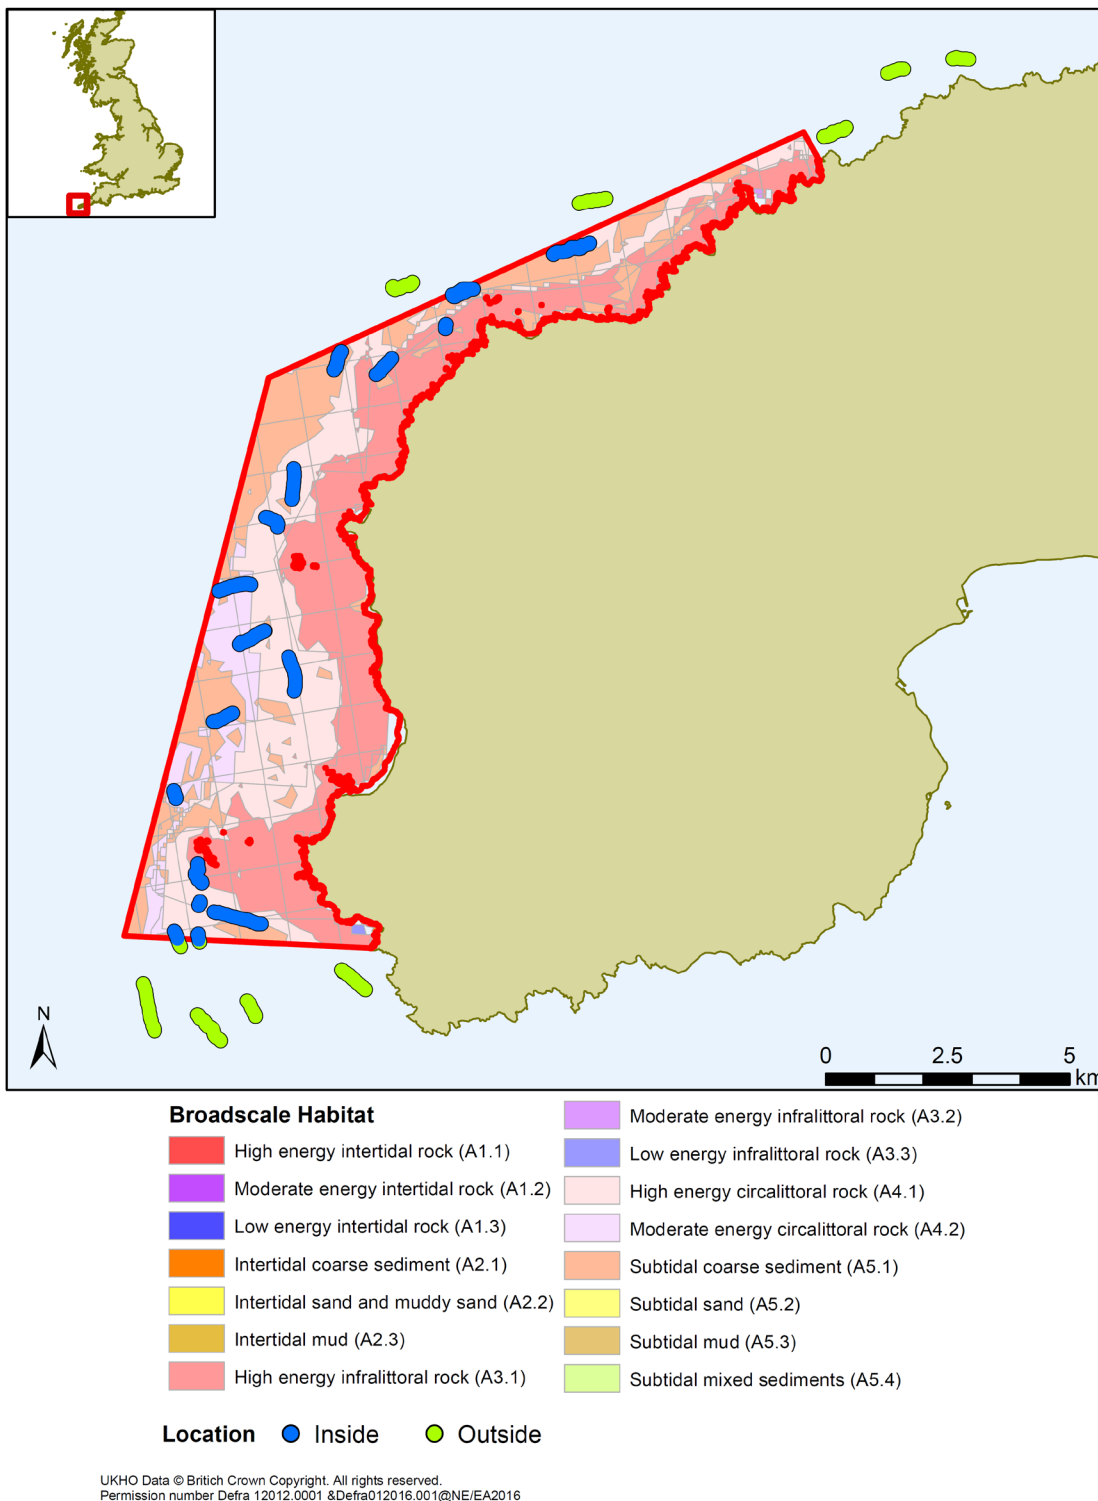 N
0 2.5 5
km
Broadscale Habitat
High energy intertidal rock (A1.1)
Moderate energy intertidal rock (A1.2)
Low energy intertidal rock (A1.3)
Intertidal coarse sediment (A2.1)
Intertidal sand and muddy sand (A2.2)
Intertidal mud (A2.3)
High energy infralittoral rock (A3.1)
Moderate energy infralittoral rock (A3.2)
Low energy infralittoral rock (A3.3)
High energy circalittoral rock (A4.1)
Moderate energy circalittoral rock (A4.2)
Subtidal coarse sediment (A5.1)
Subtidal sand (A5.2)
Subtidal mud (A5.3)
Subtidal mixed sediments (A5.4)
Location Inside Outside
UKHO Data © Britich Crown Copyright. All rights reserved.
Permission number Defra 12012.0001 &Defra012016.001@NE/EA2016